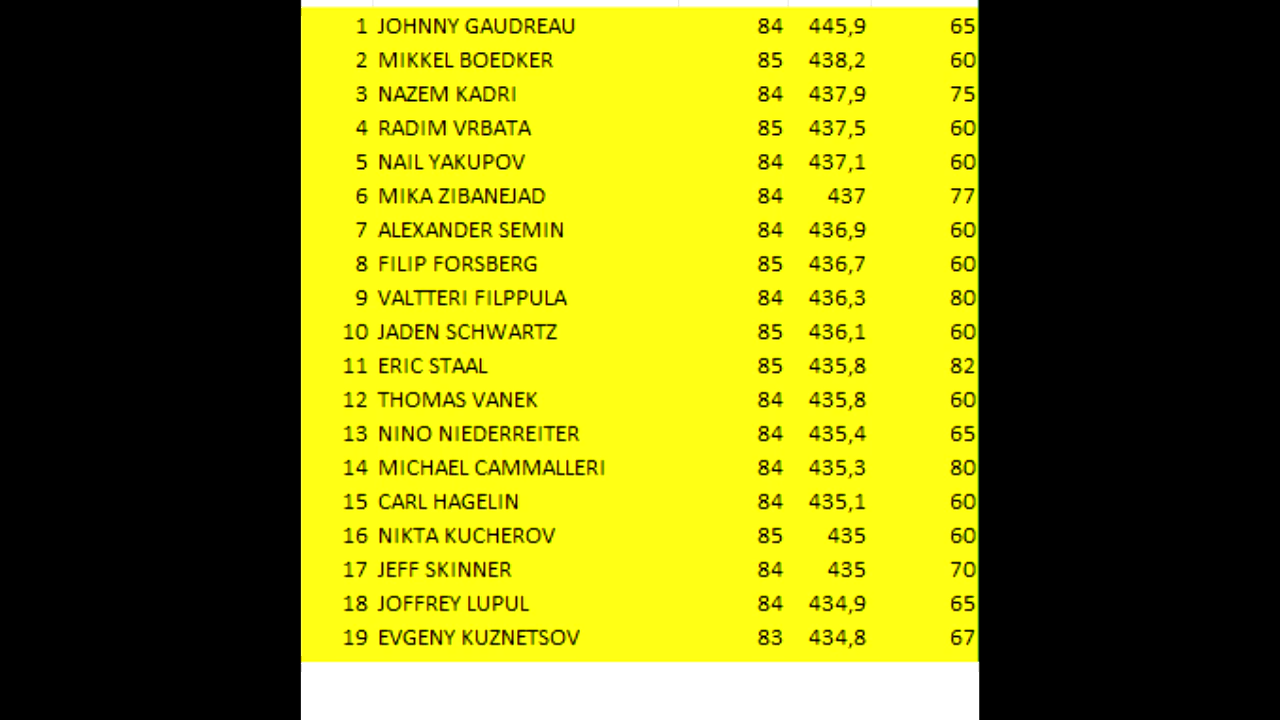 1 JOHNNY GAUDREAU 84 445,9 65
2 MIKKEL BOEDKER 85 438,2 60
3 NAZEM KADRI 84 437,9 75
4 RADIM VRBATA 85 437,5 60
5 NAIL YAKUPOV 84 437,1 60
6 MIKA ZIBANEJAD 84 437 77
7 ALEXANDER SEMIN 84 436,9 60
8 FILIP FORSBERG 85 436,7 60
9 VALTTERI FILPPULA 84 436,3 80
10 JADEN SCHWARTZ 85 436,1 60
11 ERIC STAAL 85 435,8 82
12 THOMAS VANEK 84 435,8 60
13 NINO NIEDERREITER 84 435,4 65
14 MICHAEL CAMMALLERI 84 435,3 80
15 CARL HAGELIN 84 435,1 60
16 NIKTA KUCHEROV 85 435 60
17 JEFF SKINNER 84 435 70
18 JOFFREY LUPUL 84 434,9 65
19 EVGENY KUZNETSOV 83 434,8 67